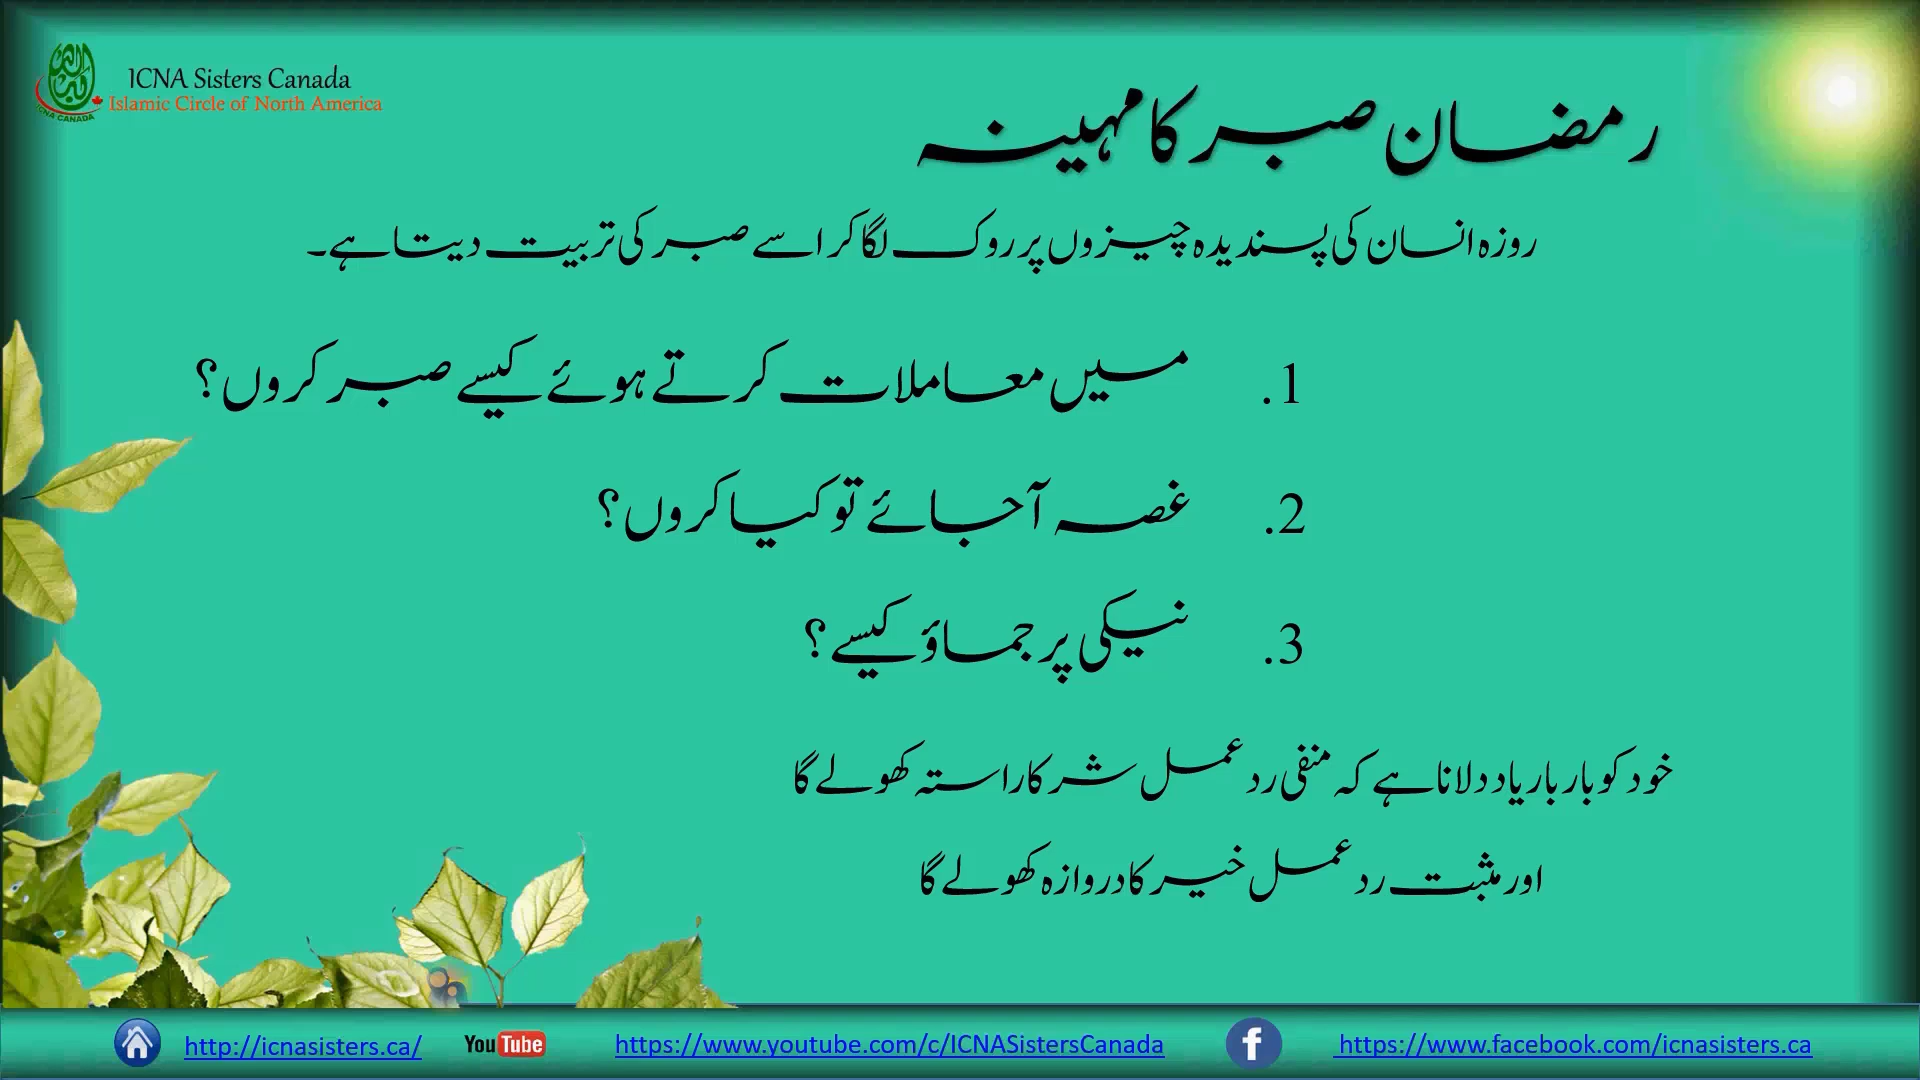 ICNA Sisters Canada
Islamic Circle of North America
ICNA CANADA
رمضان صبر کا مہینہ
روزہ انسان کی پسندیدہ چیزوں پر روک لگا کر اسے صبر کی تربیت دیتا ہے۔
1. میں معاملات کرتے ہوئے کیسے صبر کروں؟
2. غصہ آجائے تو کیا کروں؟
3. نیکی پر جماؤ کیسے؟
خود کو بار بار یاد دلانا ہے کہ منفی رد عمل شر کا راستہ کھولے گا
اور مثبت رد عمل خیر کا دروازہ کھولے گا
http://icnasisters.ca/ YouTube https://www.youtube.com/c/ICNASistersCanada f https://www.facebook.com/icnasisters.ca